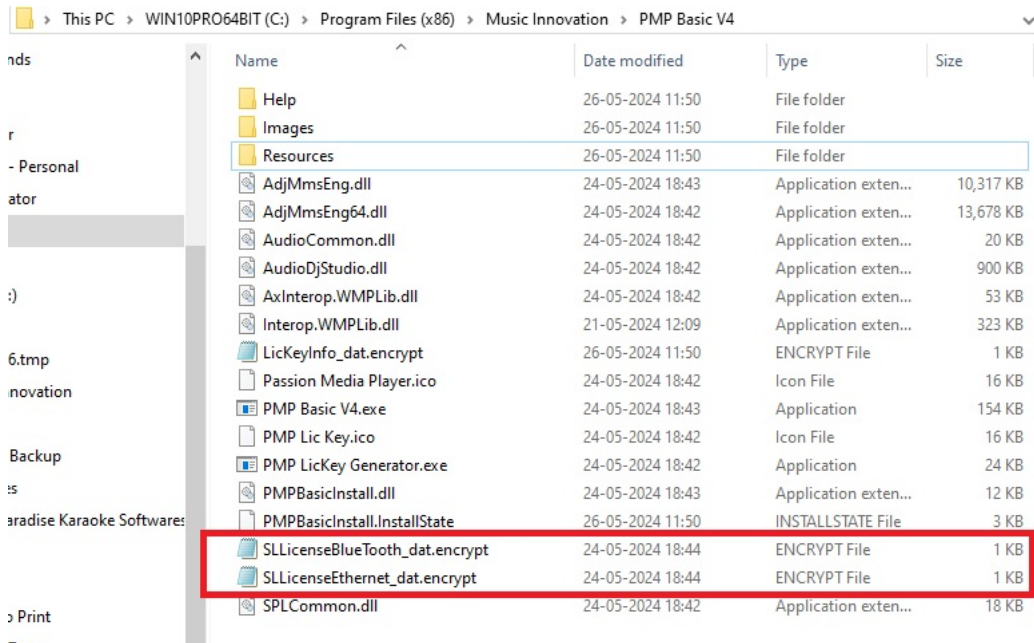 This PC > WIN10PRO64BIT (C:) > Program Files (x86) > Music Innovation > PMP Basic V4
nds
Name Date modified Type Size
Help 26-05-2024 11:50 File folder
r
Images 26-05-2024 11:50 File folder
Resources 26-05-2024 11:50 File folder
- Personal
AdjMmsEng.dll 24-05-2024 18:43 Application exten... 10,317 KB
ator
AdjMmsEng64.dll 24-05-2024 18:42 Application exten... 13,678 KB
AudioCommon.dll 24-05-2024 18:42 Application exten... 20 KB
AudioDjStudio.dll 24-05-2024 18:42 Application exten... 900 KB
:)
AxInterop.WMPLib.dll 24-05-2024 18:42 Application exten... 53 KB
Interop.WMPLib.dll 21-05-2024 12:09 Application exten... 323 KB
6.tmp
LicKeyInfo_dat.encrypt 26-05-2024 11:50 ENCRYPT File 1 KB
Passion Media Player.ico 24-05-2024 18:42 Icon File 16 KB
novation
PMP Basic V4.exe 24-05-2024 18:43 Application 154 KB
PMP Lic Key.ico 24-05-2024 18:42 Icon File 16 KB
Backup
PMP LicKey Generator.exe 24-05-2024 18:42 Application 24 KB
es
PMPBasicInstall.dll 24-05-2024 18:43 Application exten... 12 KB
aradise Karaoke Softwares
PMPBasicInstall.InstallState 26-05-2024 11:50 INSTALLSTATE File 3 KB
SLLicenseBlueTooth_dat.encrypt 24-05-2024 18:44 ENCRYPT File 1 KB
SLLicenseEthernet_dat.encrypt 24-05-2024 18:44 ENCRYPT File 1 KB
SPLCommon.dll 24-05-2024 18:42 Application exten... 18 KB
o Print